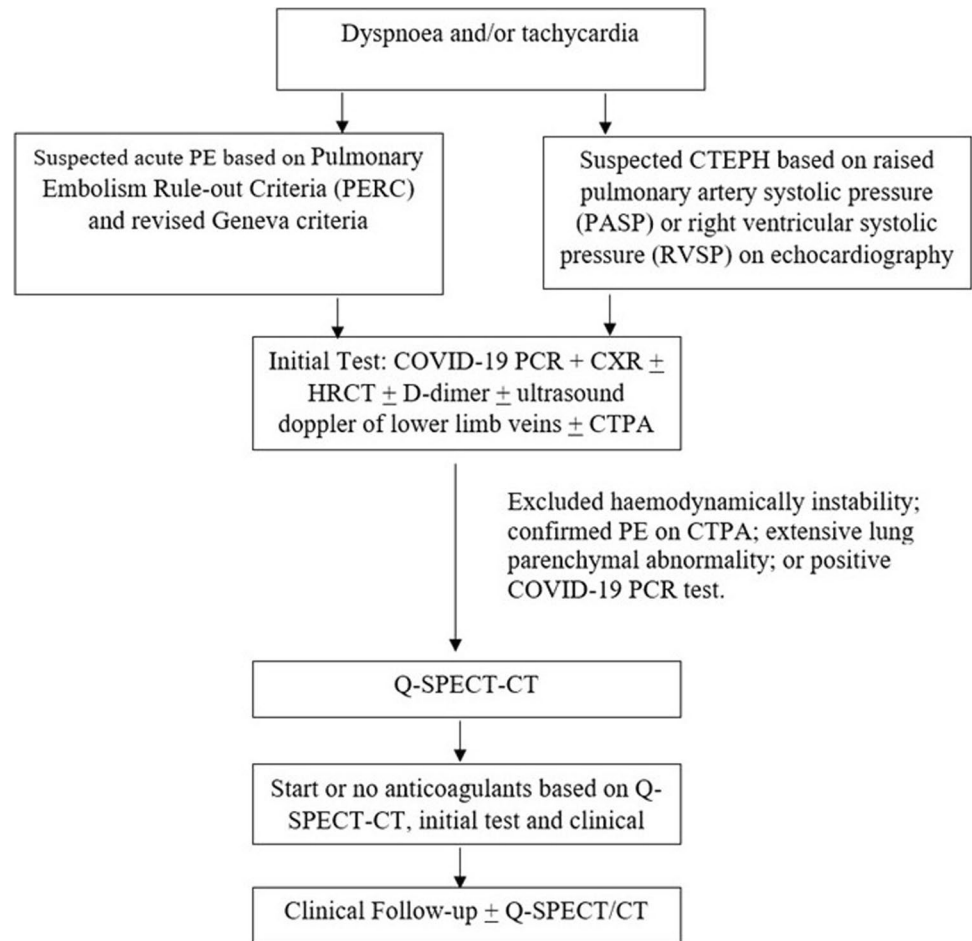 Dyspnoea and/or tachycardia
Suspected acute PE based on Pulmonary
Embolism Rule-out Criteria (PERC)
and revised Geneva criteria
Suspected CTEPH based on raised
pulmonary artery systolic pressure
(PASP) or right ventricular systolic
pressure (RVSP) on echocardiography
Initial Test: COVID-19 PCR + CXR ±
HRCT ± D-dimer ± ultrasound
doppler of lower limb veins ± CTPA
Excluded haemodynamically instability;
confirmed PE on CTPA; extensive lung
parenchymal abnormality; or positive
COVID-19 PCR test.
Q-SPECT-CT
Start or no anticoagulants based on Q-
SPECT-CT, initial test and clinical
Clinical Follow-up ± Q-SPECT/CT